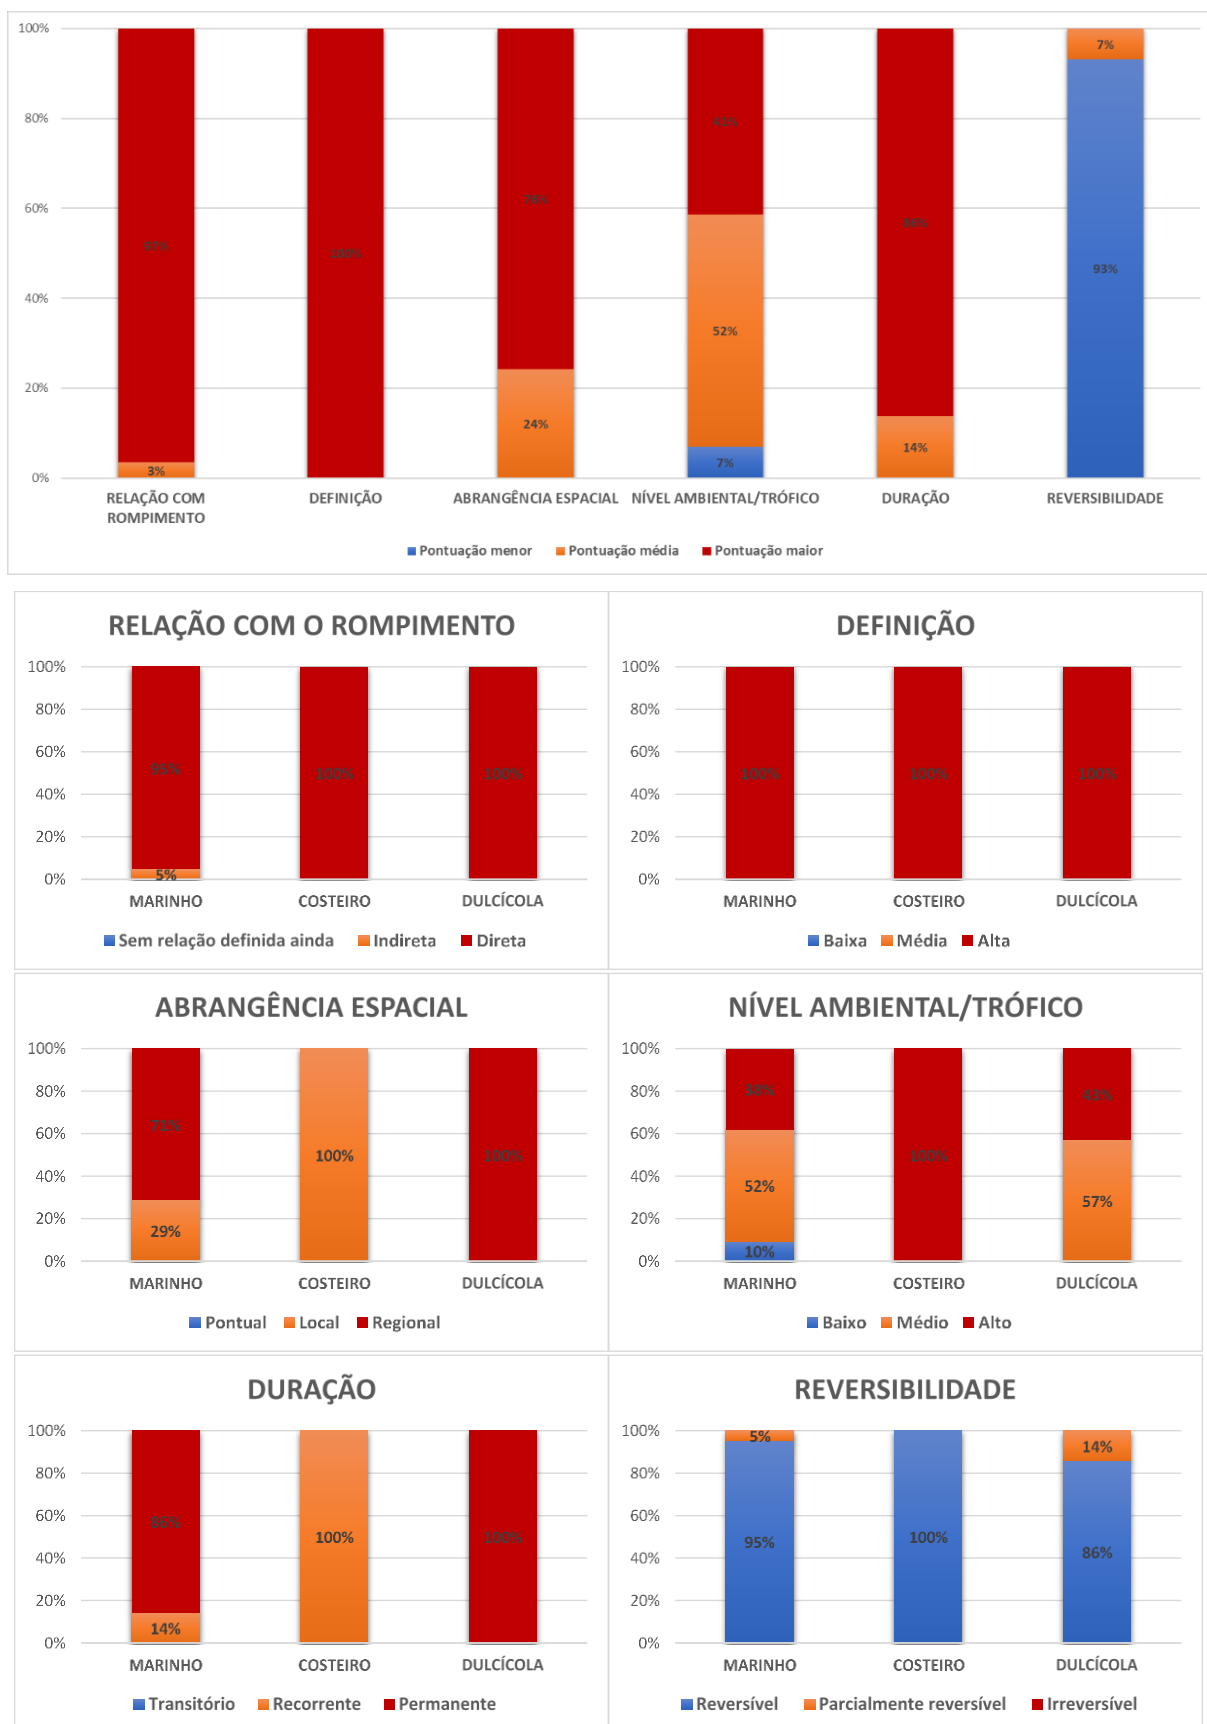 100%
80%
60%
40%
20%
0%
97%
3%
100%
76%
24%
41%
52%
7%
86%
14%
7%
93%
RELAÇÃO COM
ROMPIMENTO
DEFINIÇÃO
ABRANGÊNCIA ESPACIAL
NÍVEL AMBIENTAL/TRÓFICO
DURAÇÃO
REVERSIBILIDADE
Pontuação menor
Pontuação média
Pontuação maior
RELAÇÃO COM O ROMPIMENTO
100%
80%
60%
40%
20%
0%
95%
5%
100%
100%
MARINHO
COSTEIRO
DULCÍCOLA
Sem relação definida ainda
Indireta
Direta
DEFINIÇÃO
100%
80%
60%
40%
20%
0%
100%
100%
100%
MARINHO
COSTEIRO
DULCÍCOLA
Baixa
Média
Alta
ABRANGÊNCIA ESPACIAL
100%
80%
60%
40%
20%
0%
71%
29%
100%
100%
MARINHO
COSTEIRO
DULCÍCOLA
Pontual
Local
Regional
NÍVEL AMBIENTAL/TRÓFICO
100%
80%
60%
40%
20%
0%
38%
52%
10%
100%
43%
57%
MARINHO
COSTEIRO
DULCÍCOLA
Baixo
Médio
Alto
DURAÇÃO
100%
80%
60%
40%
20%
0%
86%
14%
100%
100%
MARINHO
COSTEIRO
DULCÍCOLA
Transitório
Recorrente
Permanente
REVERSIBILIDADE
100%
80%
60%
40%
20%
0%
5%
95%
100%
14%
86%
MARINHO
COSTEIRO
DULCÍCOLA
Reversível
Parcialmente reversível
Irreversível